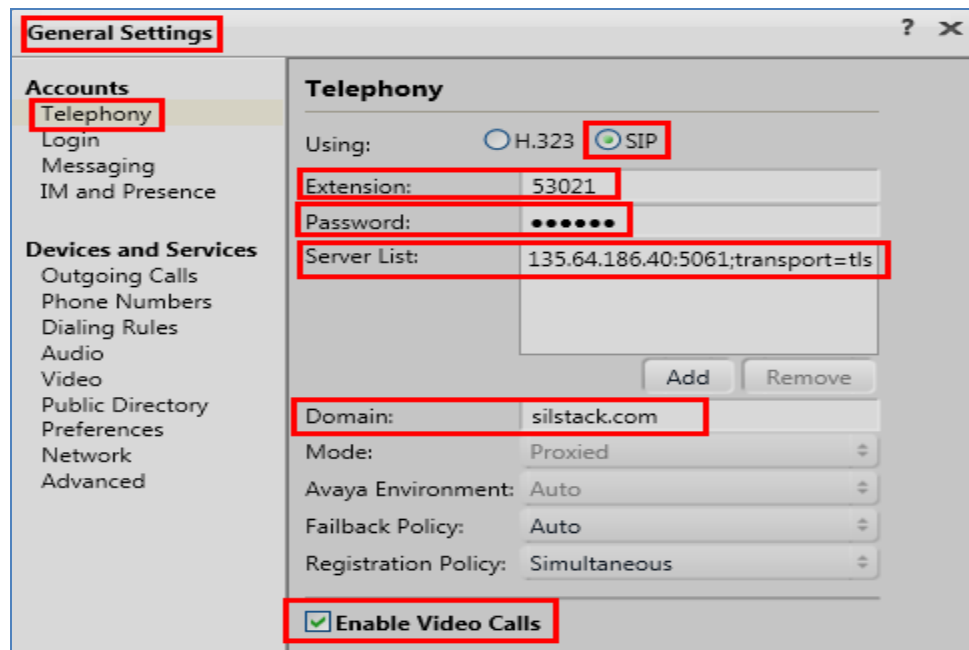 General Settings
? ×
Accounts
Telephony
Login
Messaging
IM and Presence
Devices and Services
Outgoing Calls
Phone Numbers
Dialing Rules
Audio
Video
Public Directory
Preferences
Network
Advanced
Telephony
Using: H.323 SIP
Extension: 53021
Password: ●●●●●●
Server List: 135.64.186.40:5061;transport=tls
Add Remove
Domain: silstack.com
Mode: Proxied
Avaya Environment: Auto
Failback Policy: Auto
Registration Policy: Simultaneous
Enable Video Calls